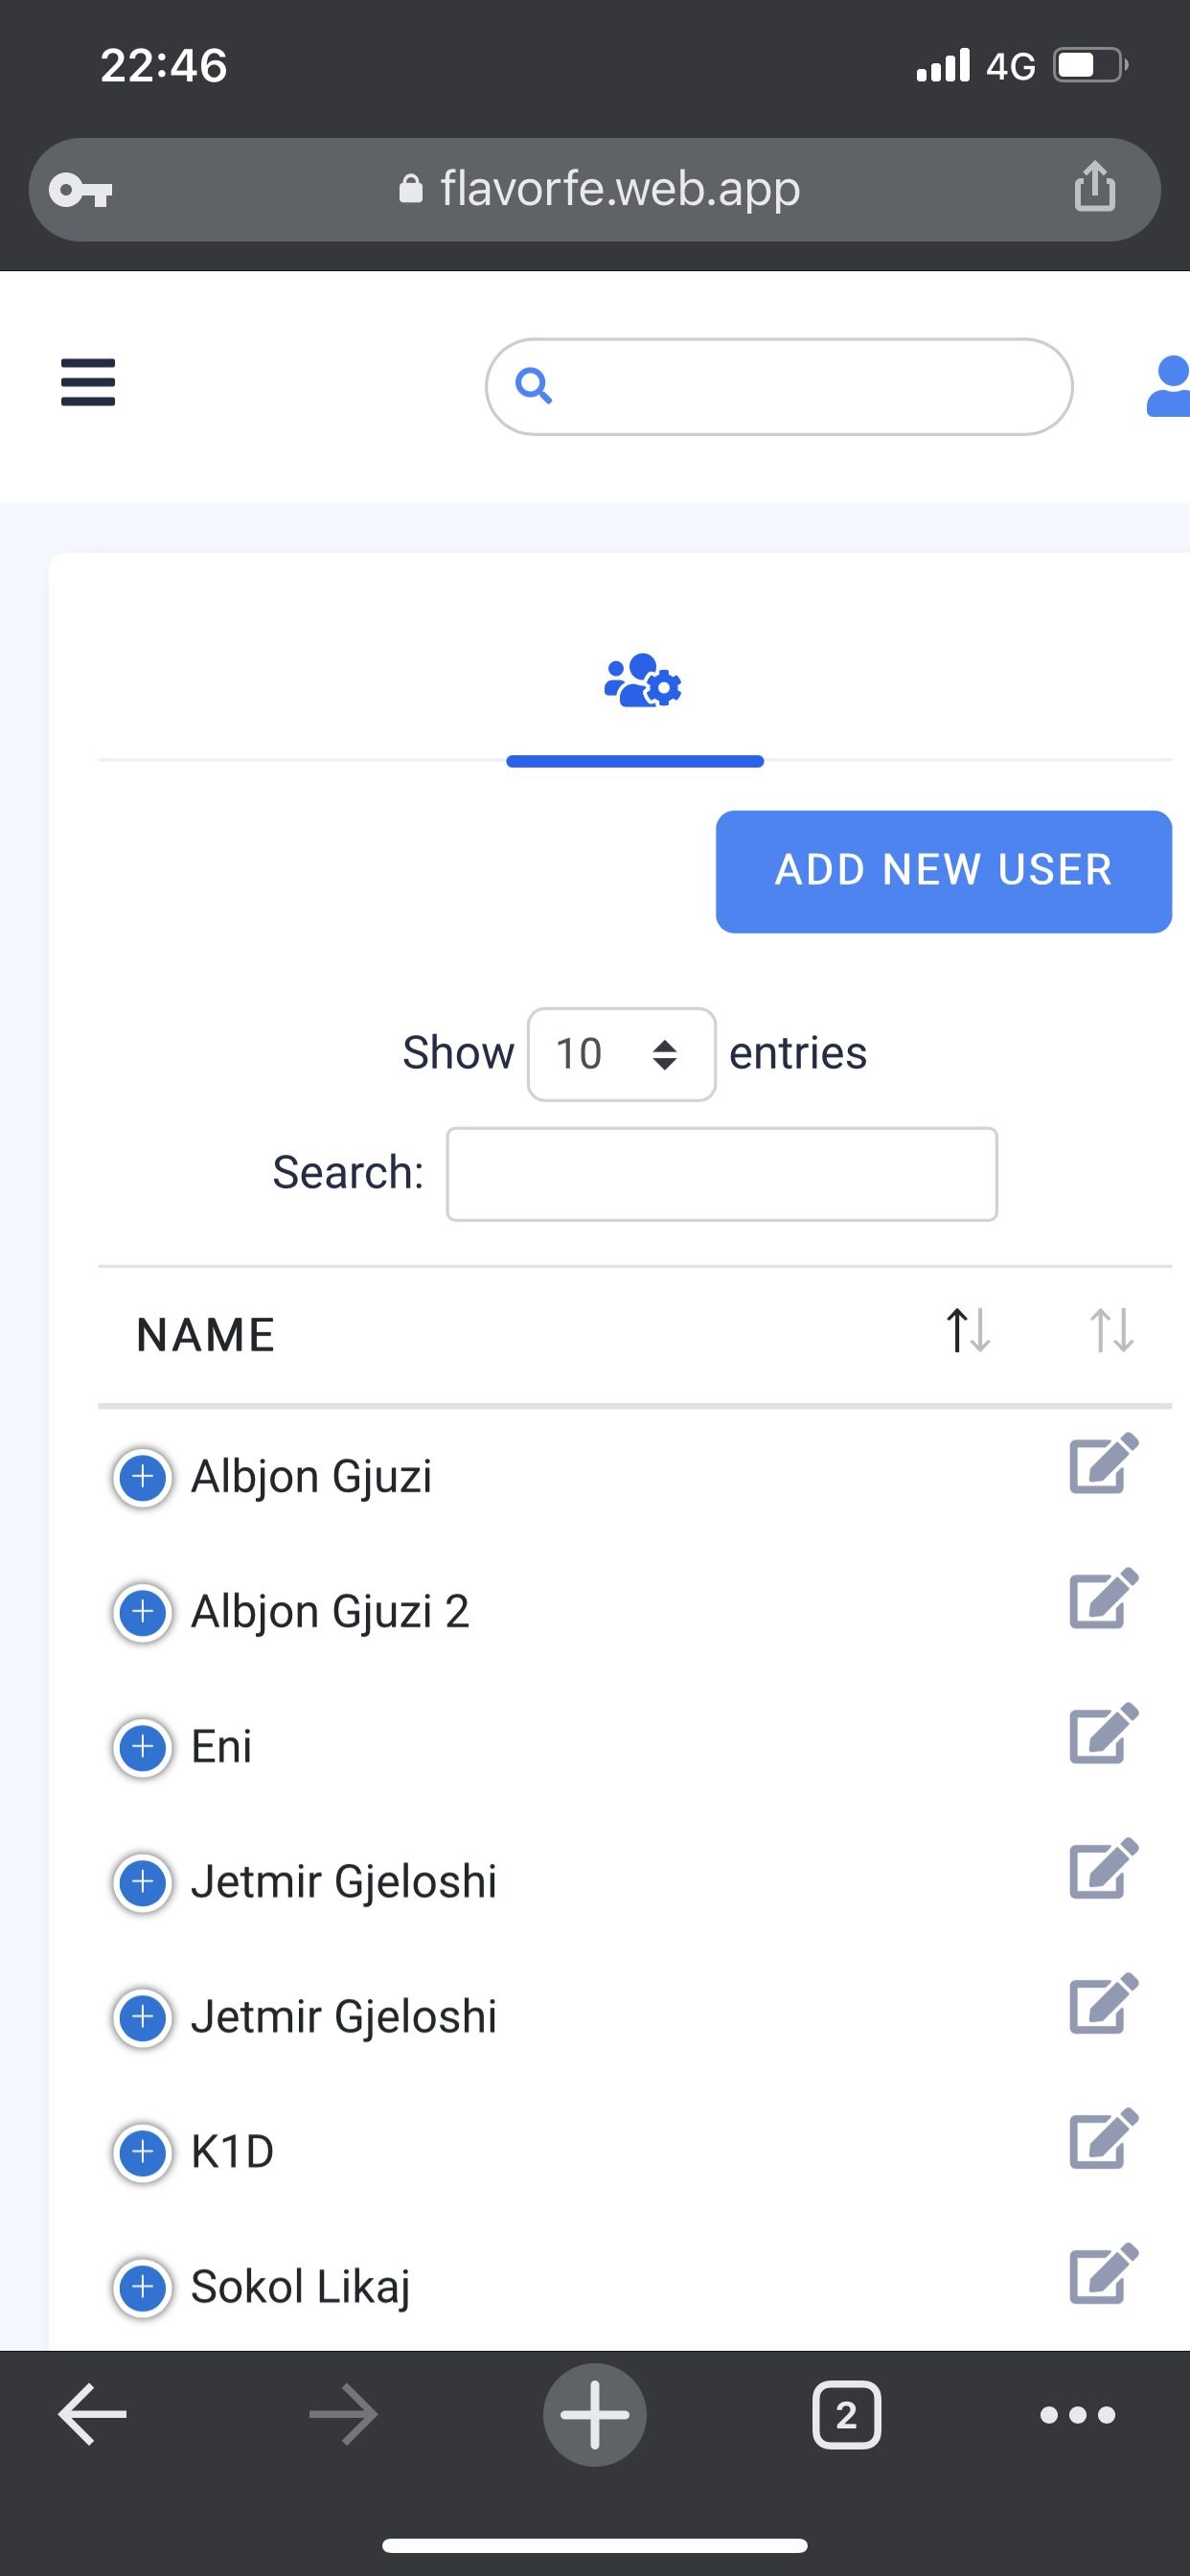 22:46 4G
flavorfe.web.app
ADD NEW USER
Show 10 entries
Search:
NAME
Albjon Gjuzi
Albjon Gjuzi 2
Eni
Jetmir Gjeloshi
Jetmir Gjeloshi
K1D
Sokol Likaj
2